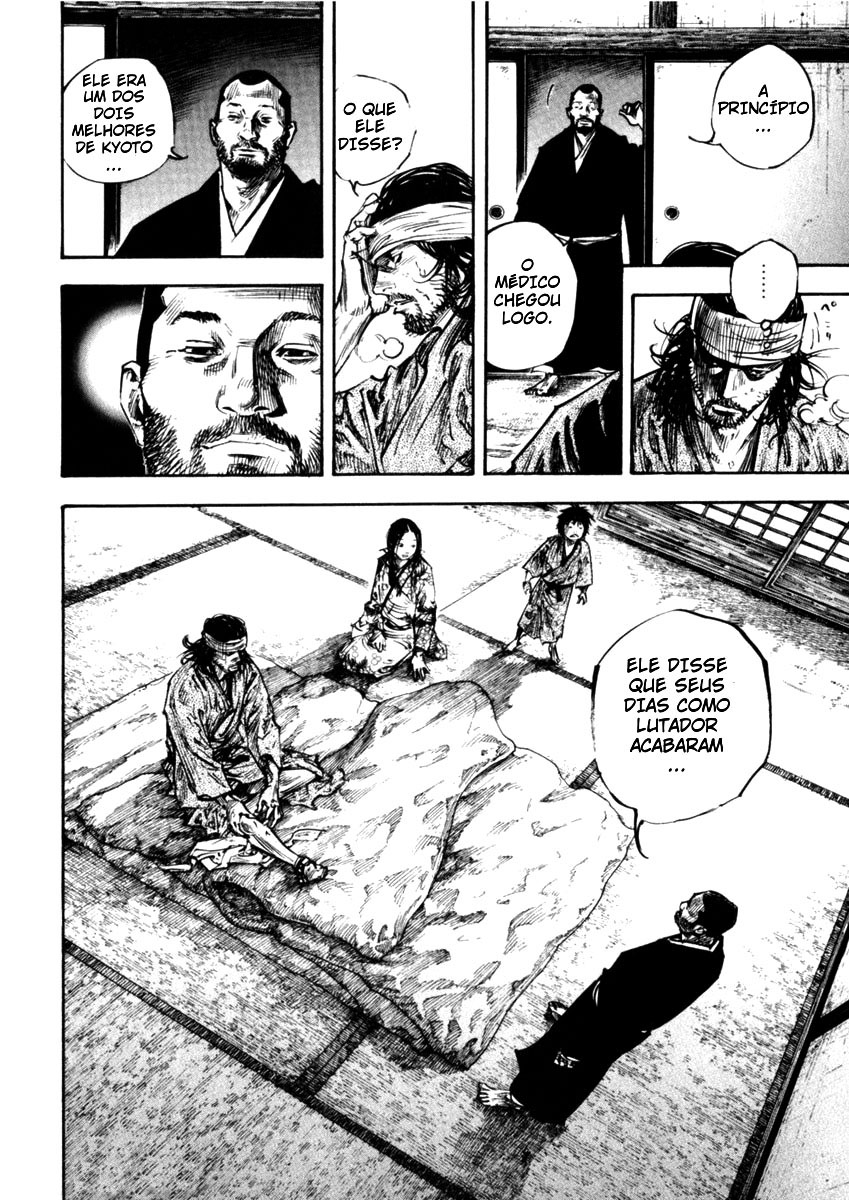 A
PRINCÍPIO
...
O
MÉDICO
CHEGOU
LOGO.
......
O QUE
ELE
DISSE?
ELE ERA
UM DOS
DOIS
MELHORES
DE KYOTO
...
ELE DISSE
QUE SEUS
DIAS COMO
LUTADOR
ACABARAM
...